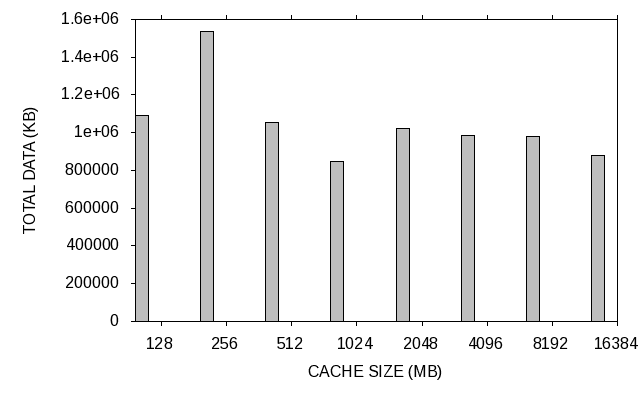 1.6e+06
1.4e+06
1.2e+06
1e+06
800000
600000
400000
200000
0
TOTAL DATA (KB)
128 256 512 1024 2048 4096 8192 16384
CACHE SIZE (MB)